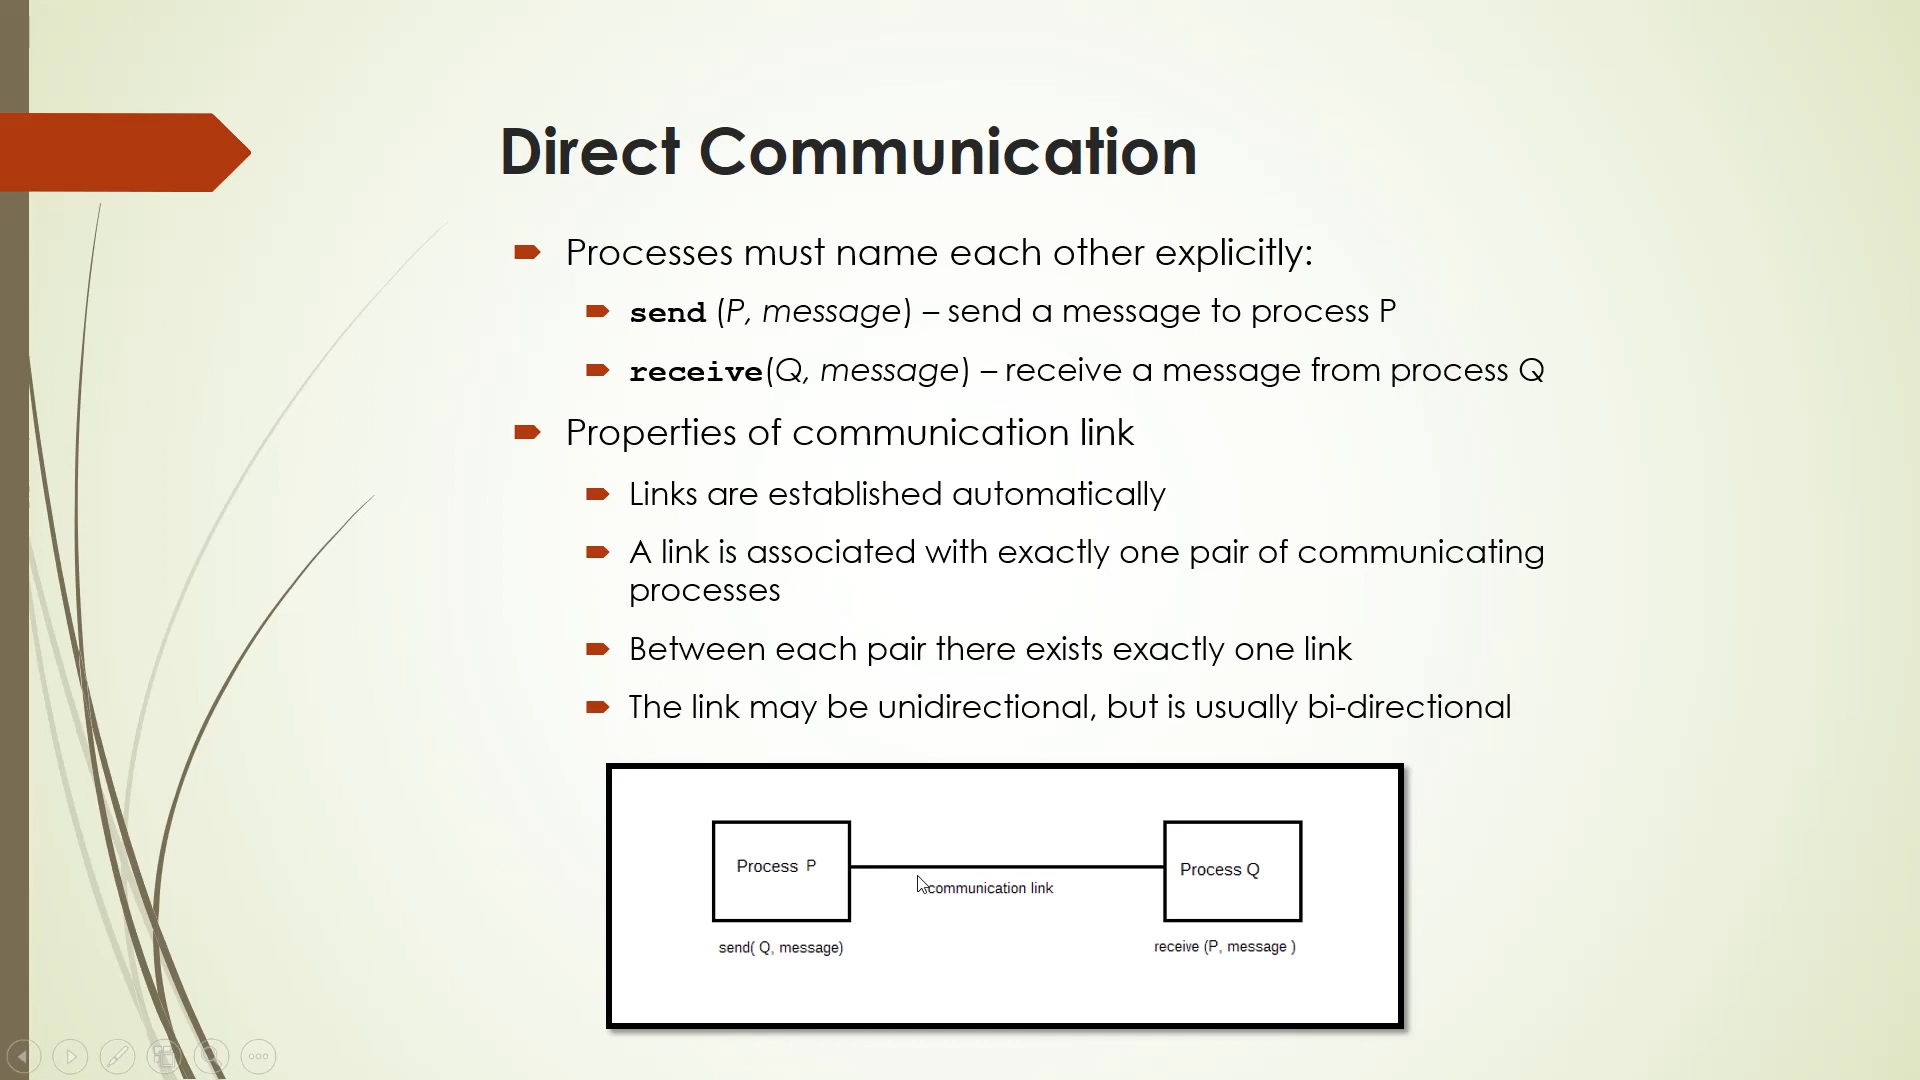 Direct Communication
Processes must name each other explicitly:
send (P, message) – send a message to process P
receive(Q, message) – receive a message from process Q
Properties of communication link
Links are established automatically
A link is associated with exactly one pair of communicating
processes
Between each pair there exists exactly one link
The link may be unidirectional, but is usually bi-directional
Process P
Process Q
communication link
send( Q, message)
receive (P, message )